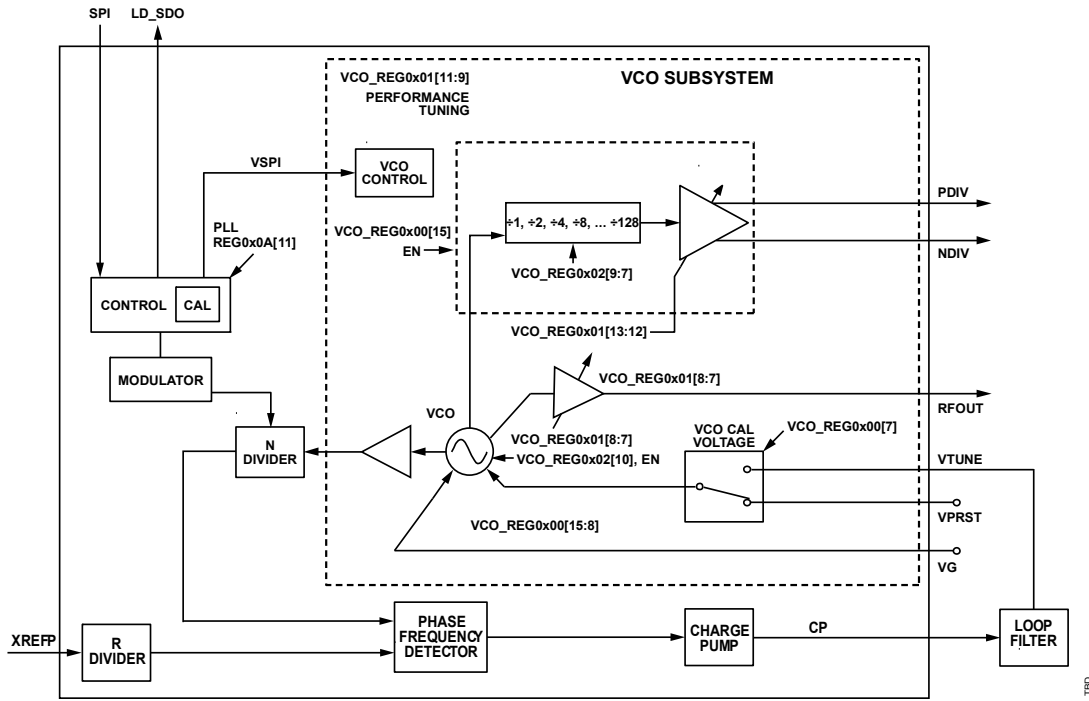 SPI
LD_SDO
VCO_REG0x01[11:9]
PERFORMANCE
TUNING
VCO SUBSYSTEM
VSPI
VCO
CONTROL
PDIV
÷1, ÷2, ÷4, ÷8, ... ÷128
VCO_REG0x00[15]
EN
PLL
REG0x0A[11]
NDIV
VCO_REG0x02[9:7]
CONTROL
CAL
VCO_REG0x01[13:12]
MODULATOR
VCO_REG0x01[8:7]
RFOUT
VCO
VCO CAL
VOLTAGE
VCO_REG0x00[7]
N
DIVIDER
VCO_REG0x01[8:7]
VCO_REG0x02[10], EN
VTUNE
VPRST
VCO_REG0x00[15:8]
VG
XREFP
R
DIVIDER
PHASE
FREQUENCY
DETECTOR
CHARGE
PUMP
CP
LOOP
FILTER
TBD